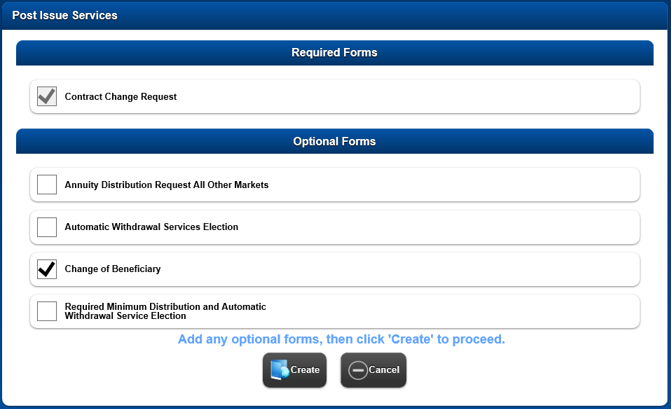 Post Issue Services
Required Forms
Contract Change Request
Optional Forms
Annuity Distribution Request All Other Markets
Automatic Withdrawal Services Election
Change of Beneficiary
Required Minimum Distribution and Automatic
Withdrawal Service Election
Add any optional forms, then click 'Create' to proceed.
Create
Cancel